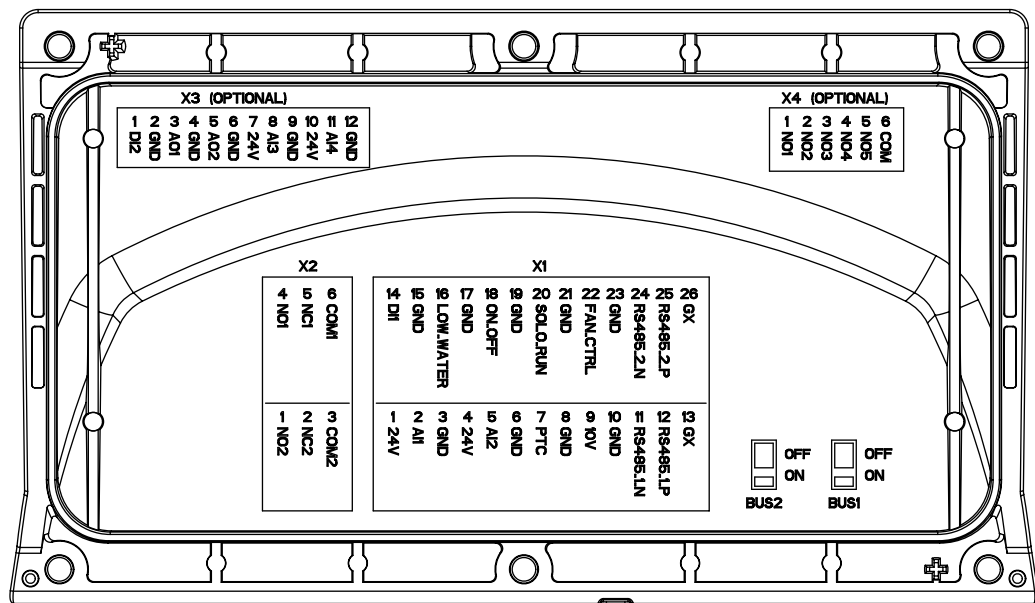 X3 (OPTIONAL)
1 DI2
2 GND
3 AO1
4 GND
5 AO2
6 GND
7 24V
8 AI3
9 GND
10 24V
11 AI4
12 GND
X4 (OPTIONAL)
1 NO1
2 NO2
3 NO3
4 NO4
5 NO5
6 COM
X2
4 NO1
5 NC1
6 COM1
1 NO2
2 NC2
3 COM2
X1
14 DI1
15 GND
16 LOW.WATER
17 GND
18 ON.OFF
19 GND
20 SOLO.RUN
21 GND
22 FAN.CTRL
23 GND
24 RS485.2.N
25 RS485.2.P
26 GX
1 24V
2 AI1
3 GND
4 24V
5 AI2
6 GND
7 PTC
8 GND
9 10V
10 GND
11 RS485.1.N
12 RS485.1.P
13 GX
OFF
ON
BUS2
OFF
ON
BUS1